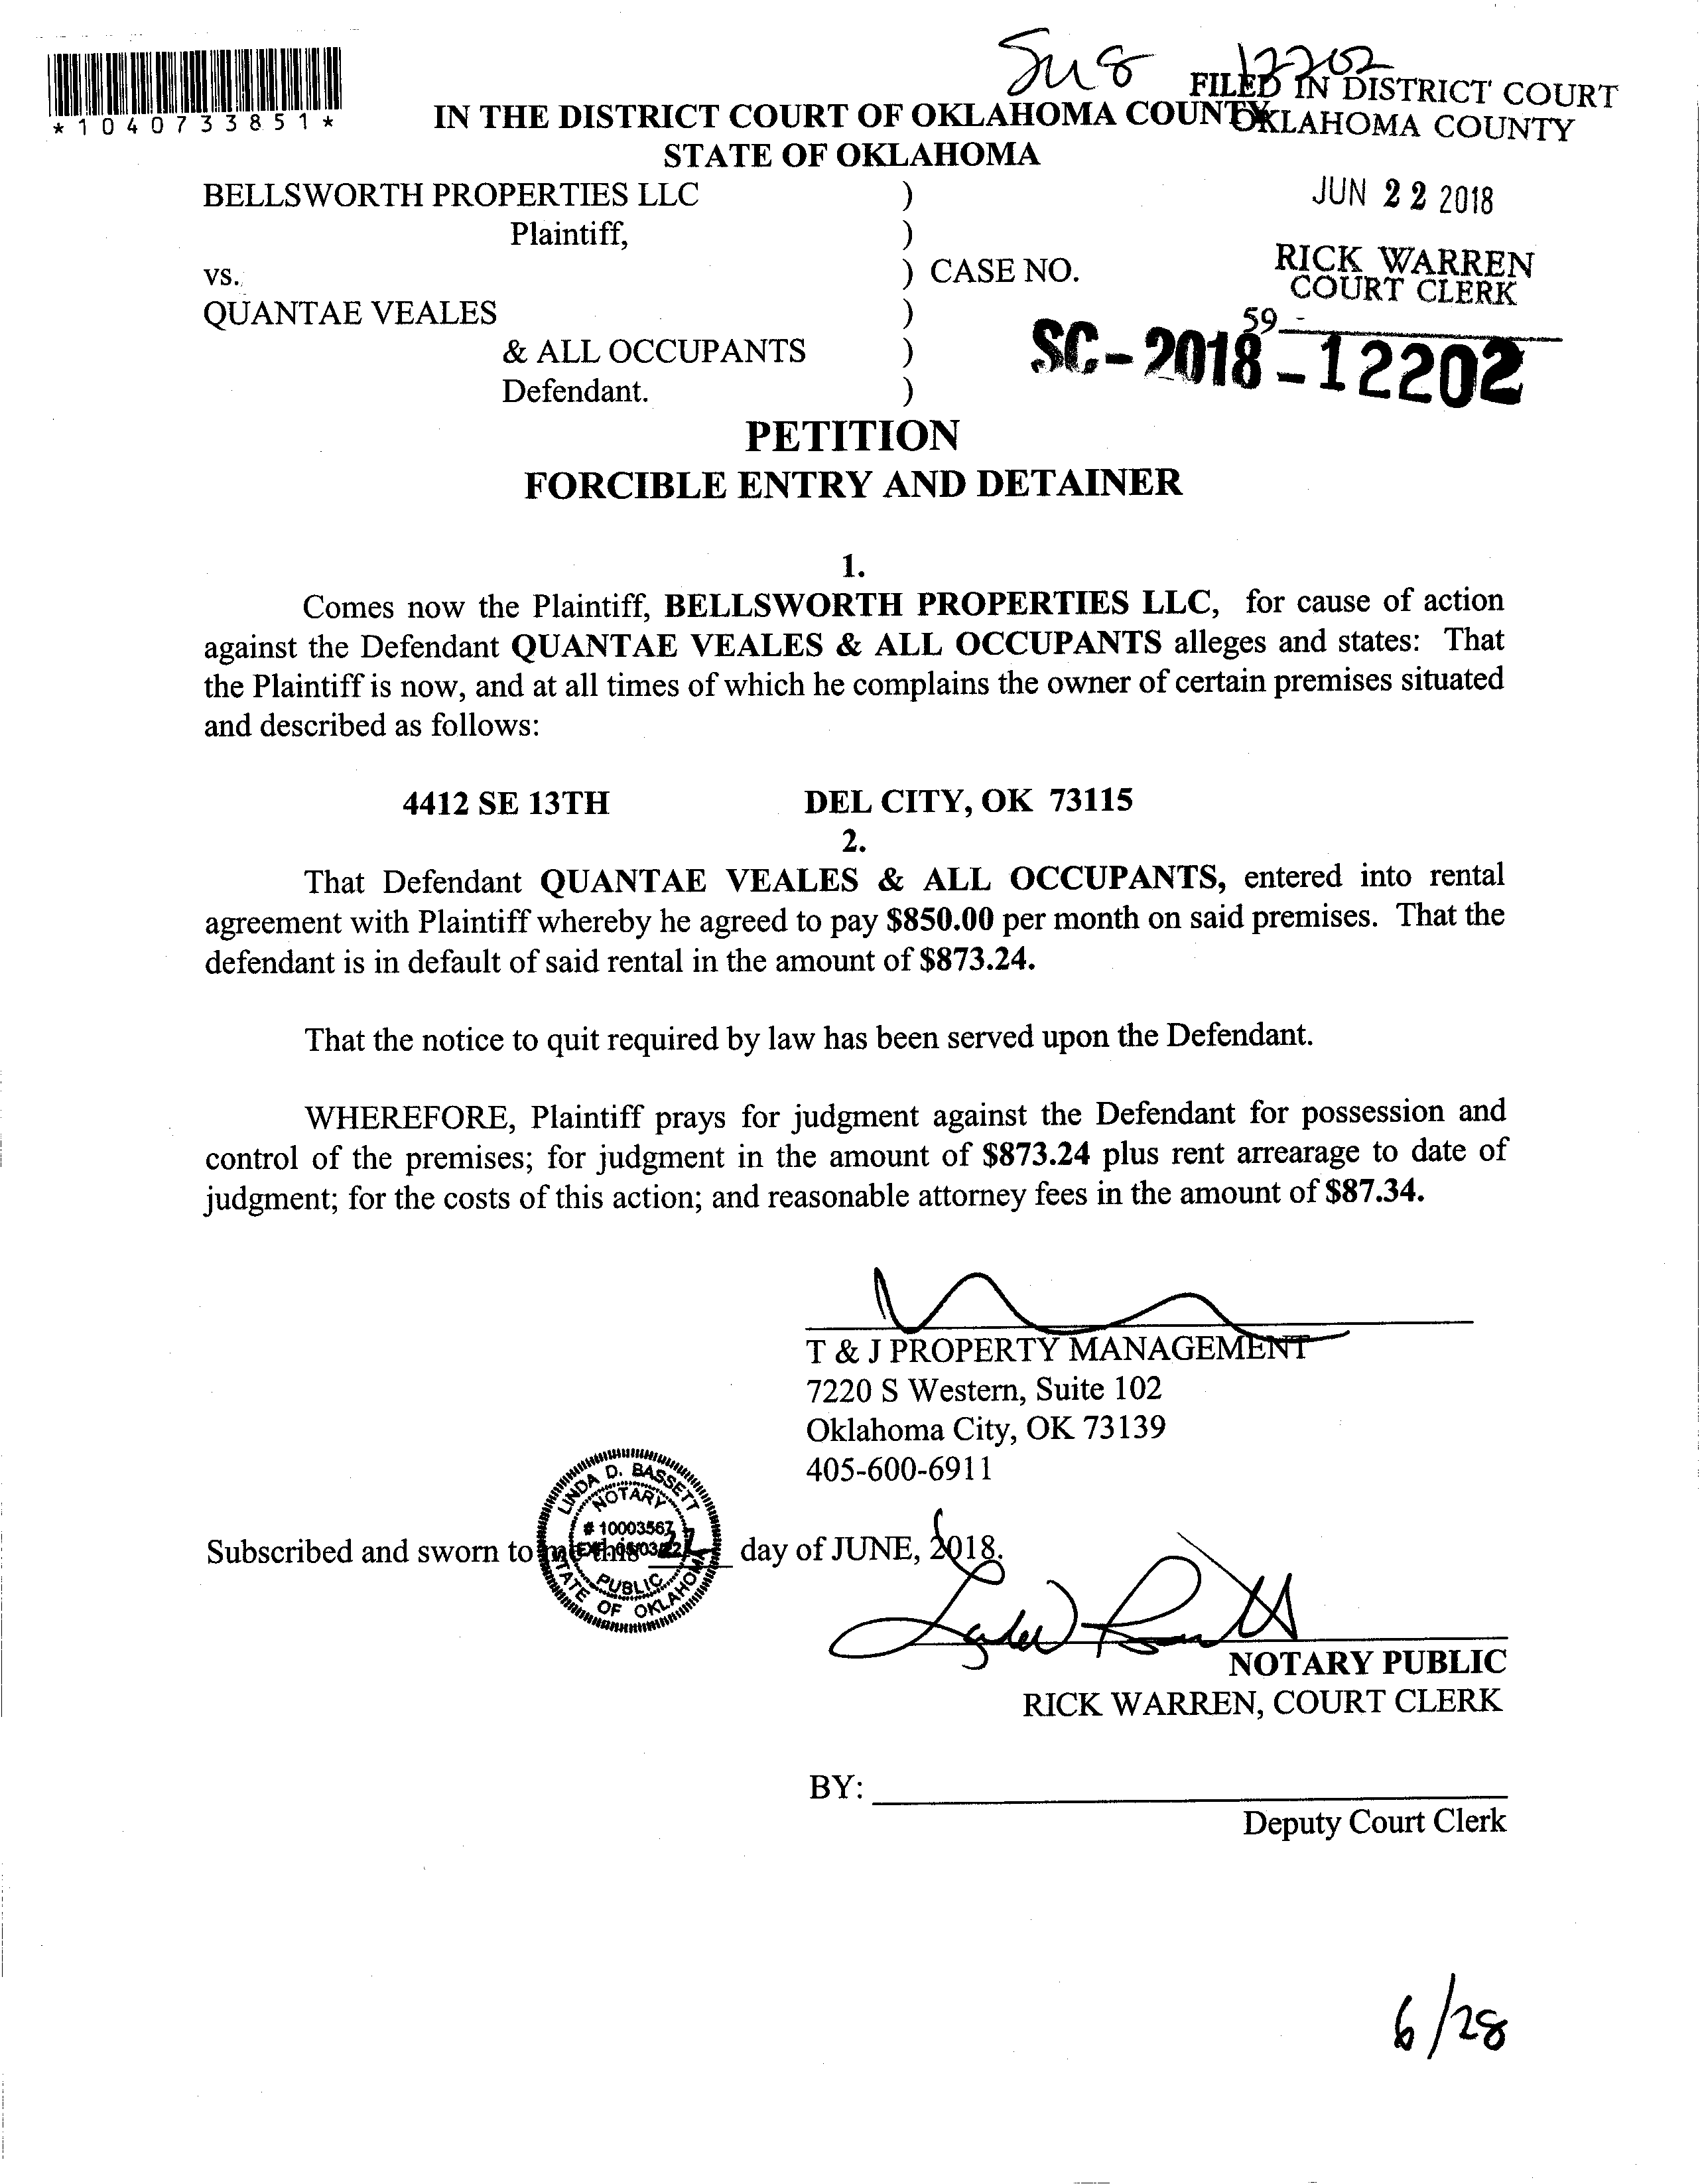 Su8 12202
*1040733851*
FILED IN DISTRICT COURT
OKLAHOMA COUNTY
IN THE DISTRICT COURT OF OKLAHOMA COUNTY
STATE OF OKLAHOMA
JUN 22 2018
RICK WARREN
COURT CLERK
59
SC-2018-12202
BELLSWORTH PROPERTIES LLC )
Plaintiff, )
vs. ) CASE NO.
QUANTAE VEALES )
& ALL OCCUPANTS )
Defendant. )
PETITION
FORCIBLE ENTRY AND DETAINER
1.
Comes now the Plaintiff, BELLSWORTH PROPERTIES LLC, for cause of action
against the Defendant QUANTAE VEALES & ALL OCCUPANTS alleges and states: That
the Plaintiff is now, and at all times of which he complains the owner of certain premises situated
and described as follows:
4412 SE 13TH DEL CITY, OK 73115
2.
That Defendant QUANTAE VEALES & ALL OCCUPANTS, entered into rental
agreement with Plaintiff whereby he agreed to pay $850.00 per month on said premises. That the
defendant is in default of said rental in the amount of $873.24.
That the notice to quit required by law has been served upon the Defendant.
WHEREFORE, Plaintiff prays for judgment against the Defendant for possession and
control of the premises; for judgment in the amount of $873.24 plus rent arrearage to date of
judgment; for the costs of this action; and reasonable attorney fees in the amount of $87.34.
T & J PROPERTY MANAGEMENT
7220 S Western, Suite 102
Oklahoma City, OK 73139
405-600-6911
LINDA D. BASSETT
NOTARY
# 10003567
PUBLIC
STATE OF OKLAHOMA
Subscribed and sworn to me this day of JUNE, 2018.
NOTARY PUBLIC
RICK WARREN, COURT CLERK
BY:
Deputy Court Clerk
6/28